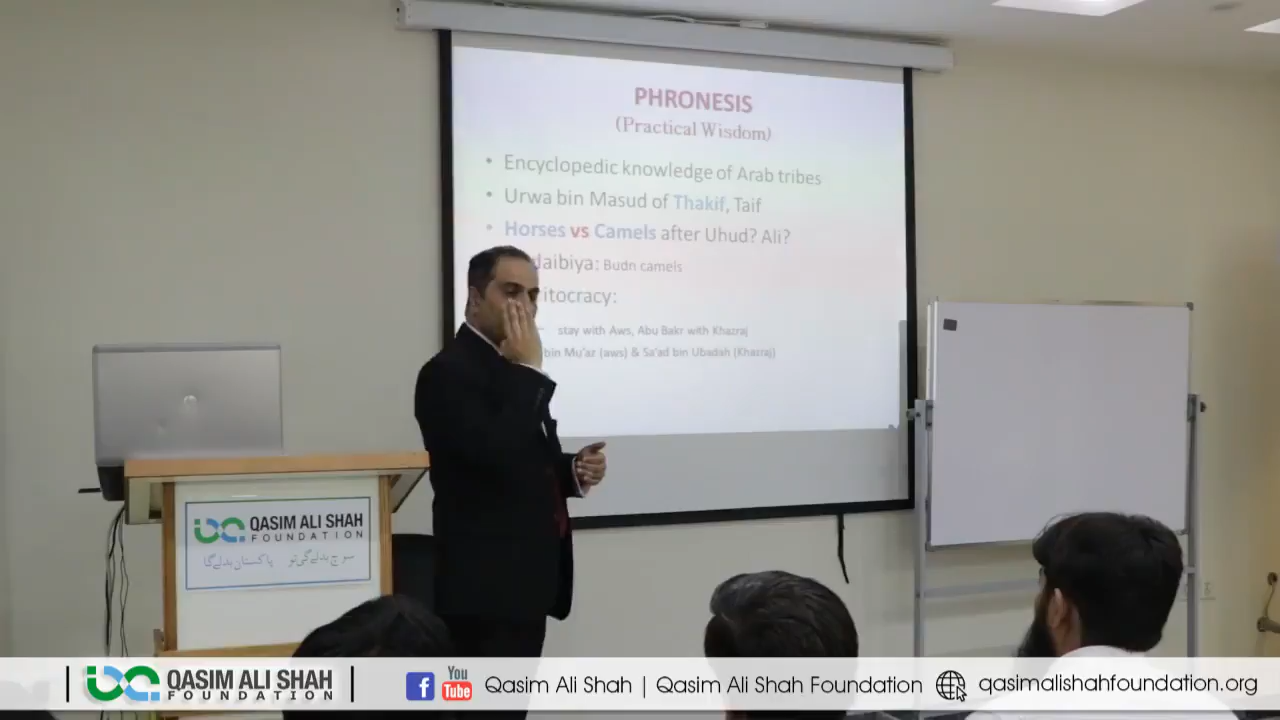 PHRONESIS
(Practical Wisdom)
• Encyclopedic knowledge of Arab tribes
• Urwa bin Masud of Thakif, Taif
• Horses vs Camels after Uhud? Ali?
daibiya: Budn camels
itocracy:
stay with Aws, Abu Bakr with Khazraj
bin Mu'az (aws) & Sa'ad bin Ubadah (Khazraj)
QASIM ALI SHAH
FOUNDATION
سوچ بدلے گی تو پاکستان بدلے گا
QASIM ALI SHAH
FOUNDATION
f You Tube Qasim Ali Shah | Qasim Ali Shah Foundation qasimalishahfoundation.org